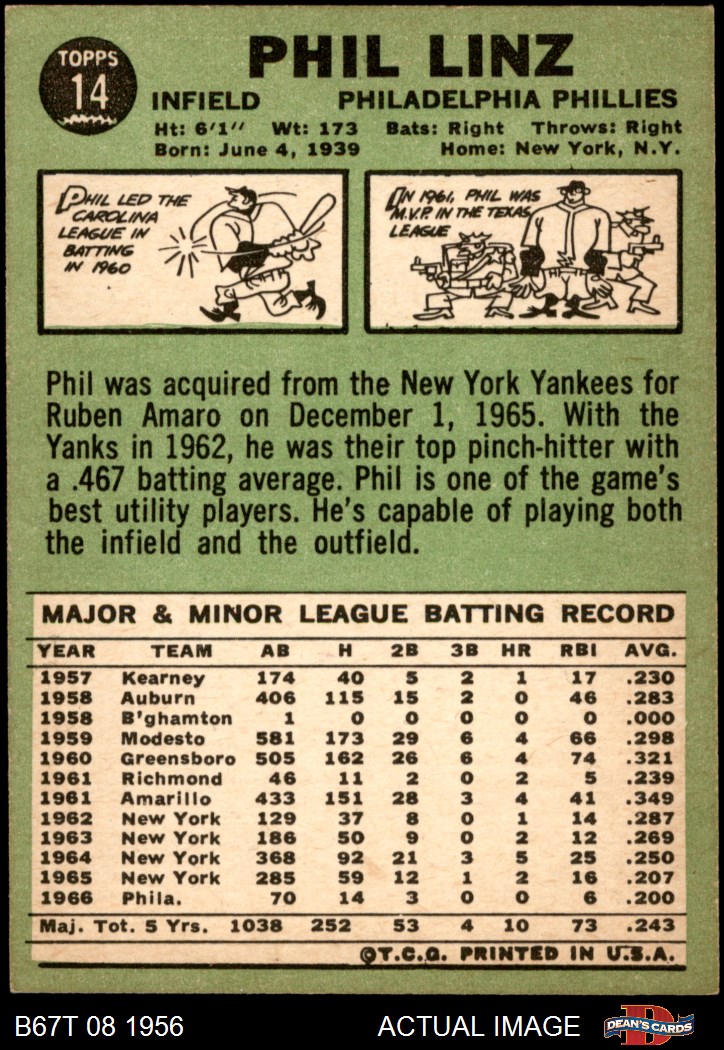 TOPPS
14
PHIL LINZ
INFIELD PHILADELPHIA PHILLIES
Ht: 6'1" Wt: 173 Bats: Right Throws: Right
Born: June 4, 1939 Home: New York, N.Y.
PHIL LED THE
CAROLINA
LEAGUE IN
BATTING
IN 1960
IN 1961, PHIL WAS
M.V.P. IN THE TEXAS
LEAGUE
Phil was acquired from the New York Yankees for
Ruben Amaro on December 1, 1965. With the
Yanks in 1962, he was their top pinch-hitter with
a .467 batting average. Phil is one of the game's
best utility players. He's capable of playing both
the infield and the outfield.
MAJOR & MINOR LEAGUE BATTING RECORD
YEAR TEAM AB H 2B 3B HR RBI AVG.
1957 Kearney 174 40 5 2 1 17 .230
1958 Auburn 406 115 15 2 0 46 .283
1958 B'ghamton 1 0 0 0 0 0 .000
1959 Modesto 581 173 29 6 4 66 .298
1960 Greensboro 505 162 26 6 4 74 .321
1961 Richmond 46 11 2 0 2 5 .239
1961 Amarillo 433 151 28 3 4 41 .349
1962 New York 129 37 8 0 1 14 .287
1963 New York 186 50 9 0 2 12 .269
1964 New York 368 92 21 3 5 25 .250
1965 New York 285 59 12 1 2 16 .207
1966 Phila. 70 14 3 0 0 6 .200
Maj. Tot. 5 Yrs. 1038 252 53 4 10 73 .243
©T.C.G. PRINTED IN U.S.A.
B67T 08 1956 ACTUAL IMAGE DEAN'S CARDS